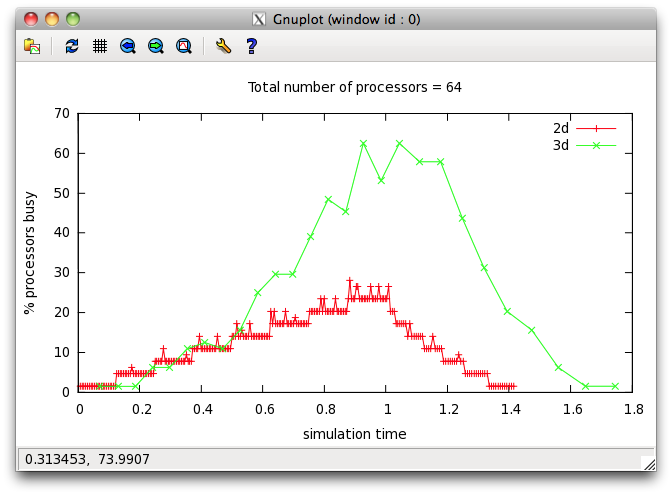 Gnuplot (window id : 0)
Total number of processors = 64
2d
3d
70
60
50
40
30
20
10
0
% processors busy
0 0.2 0.4 0.6 0.8 1 1.2 1.4 1.6 1.8
simulation time
0.313453, 73.9907